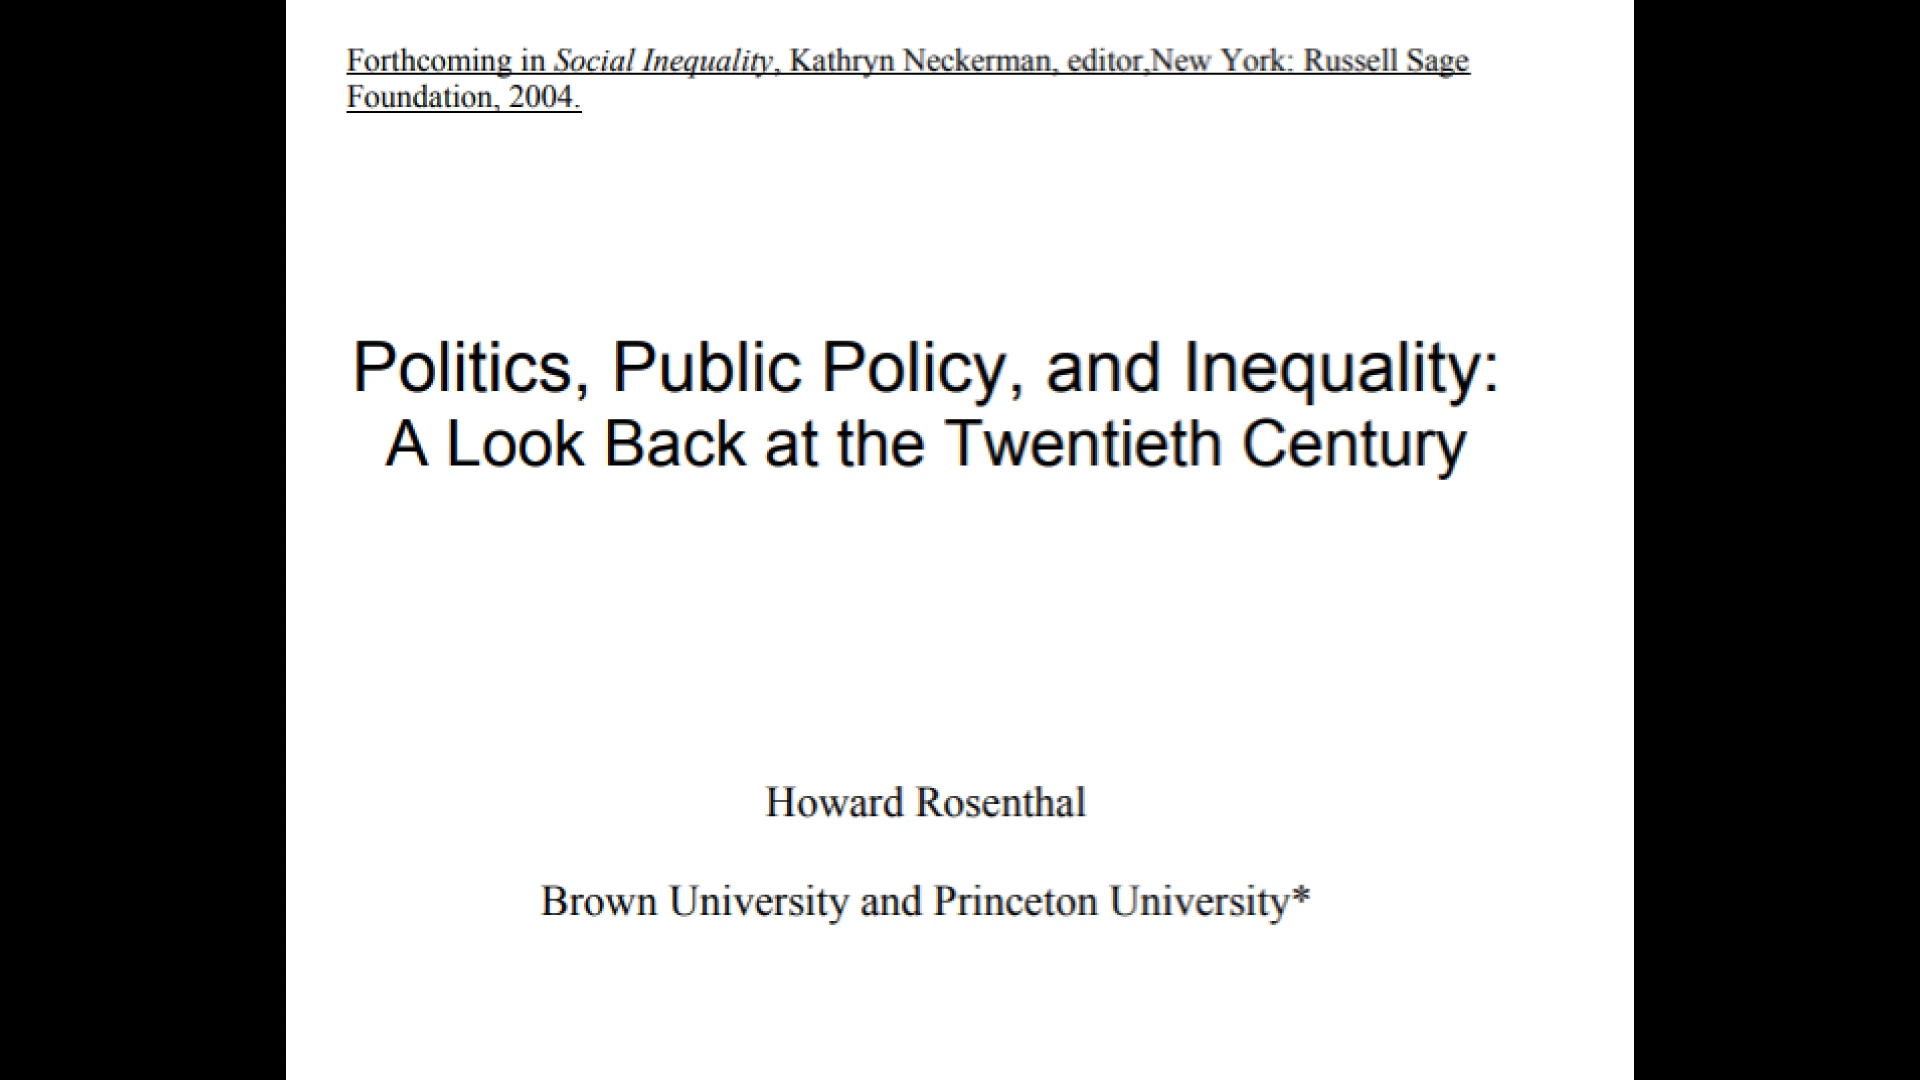 Forthcoming in Social Inequality, Kathryn Neckerman, editor,New York: Russell Sage
Foundation, 2004.
Politics, Public Policy, and Inequality:
A Look Back at the Twentieth Century
Howard Rosenthal
Brown University and Princeton University*